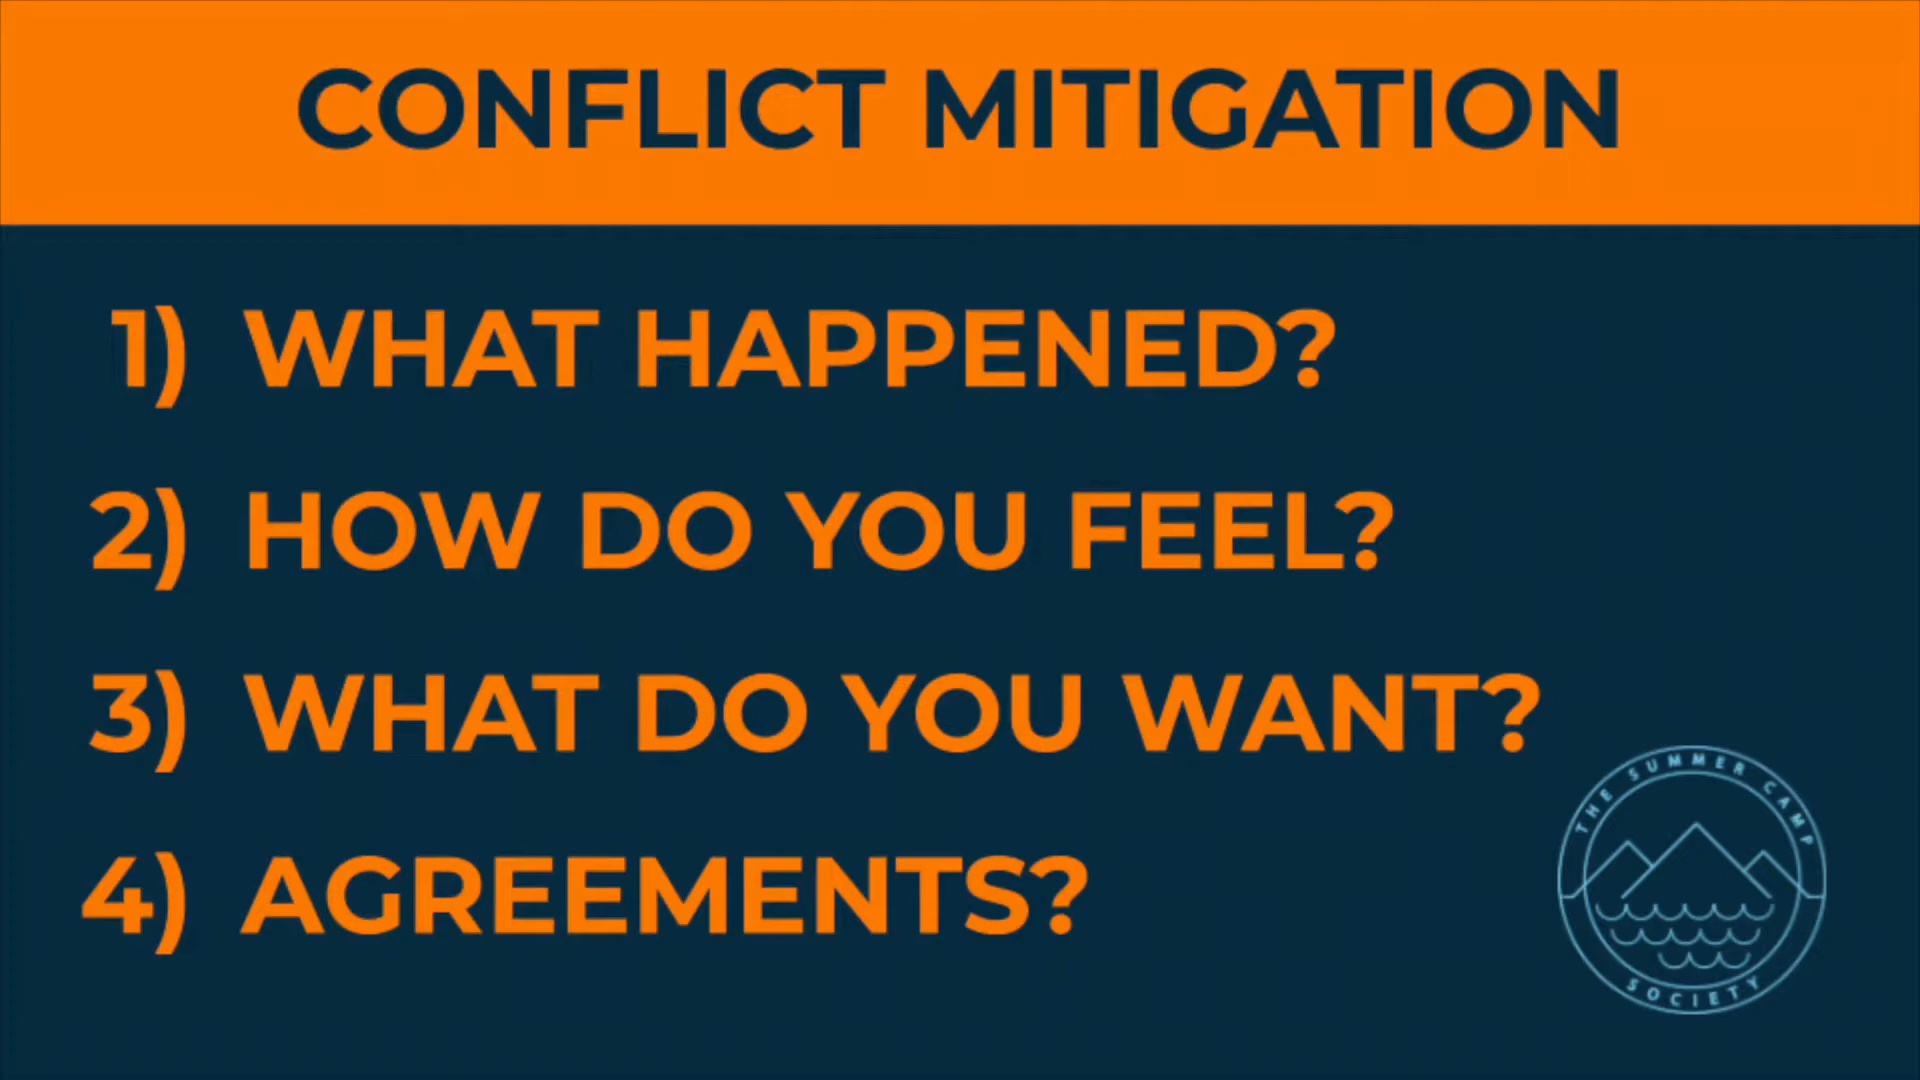 CONFLICT MITIGATION
1) WHAT HAPPENED?
2) HOW DO YOU FEEL?
3) WHAT DO YOU WANT?
4) AGREEMENTS?
THE SUMMER CAMP
SOCIETY